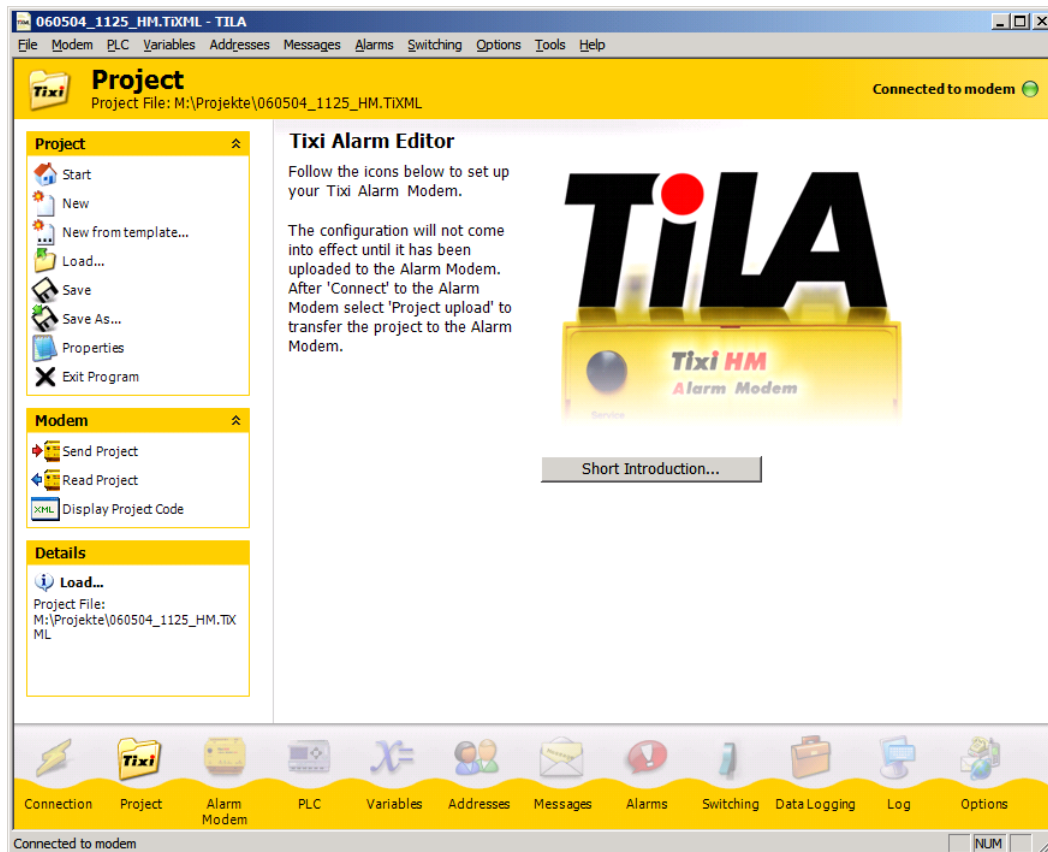 060504_1125_HM.TiXML - TILA
File Modem PLC Variables Addresses Messages Alarms Switching Options Tools Help
Tixi
Project
Project File: M:\Projekte\060504_1125_HM.TiXML
Connected to modem
Project
Start
New
New from template...
Load...
Save
Save As...
Properties
Exit Program
Modem
Send Project
Read Project
XML Display Project Code
Details
Load...
Project File:
M:\Projekte\060504_1125_HM.TiX
ML
Tixi Alarm Editor
Follow the icons below to set up
your Tixi Alarm Modem.
The configuration will not come
into effect until it has been
uploaded to the Alarm Modem.
After 'Connect' to the Alarm
Modem select 'Project upload' to
transfer the project to the Alarm
Modem.
TiLA
Tixi HM
Alarm Modem
Service
Short Introduction...
Tixi
Connection Project Alarm Modem PLC Variables Addresses Messages Alarms Switching Data Logging Log Options
Connected to modem
NUM